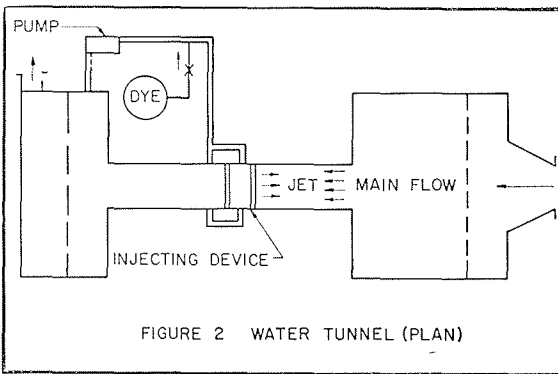 PUMP
DYE
JET MAIN FLOW
INJECTING DEVICE
FIGURE 2 WATER TUNNEL (PLAN)